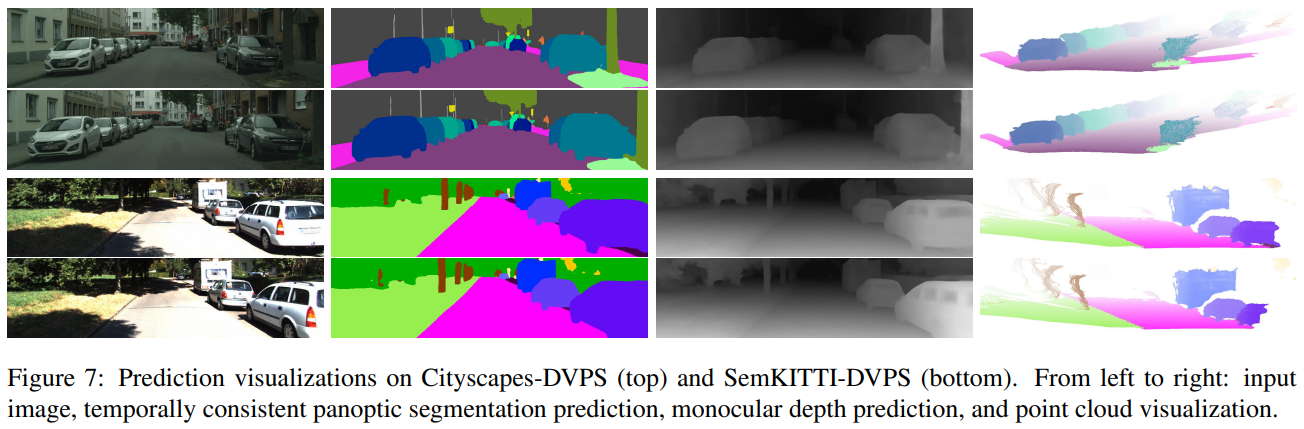 Figure 7: Prediction visualizations on Cityscapes-DVPS (top) and SemKITTI-DVPS (bottom). From left to right: input
image, temporally consistent panoptic segmentation prediction, monocular depth prediction, and point cloud visualization.